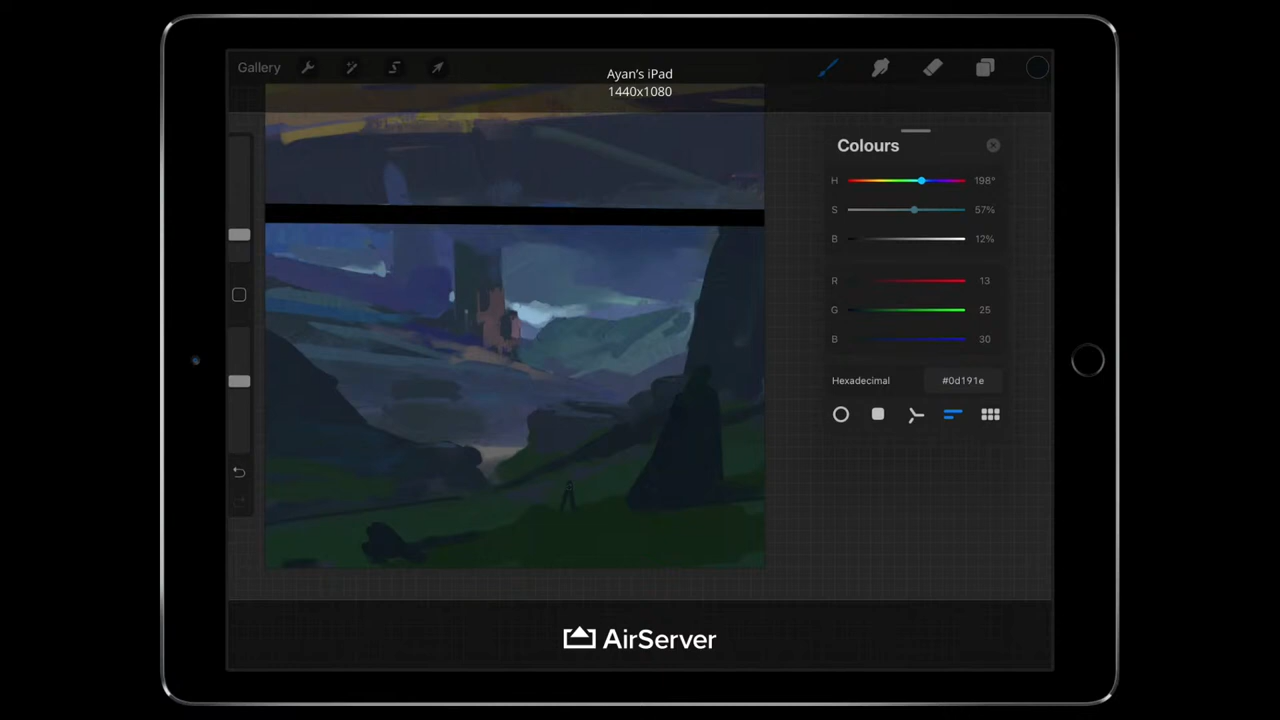 Gallery
Ayan's iPad
1440x1080
Colours
H 198°
S 57%
B 12%
R 13
G 25
B 30
Hexadecimal #0d191e
AirServer